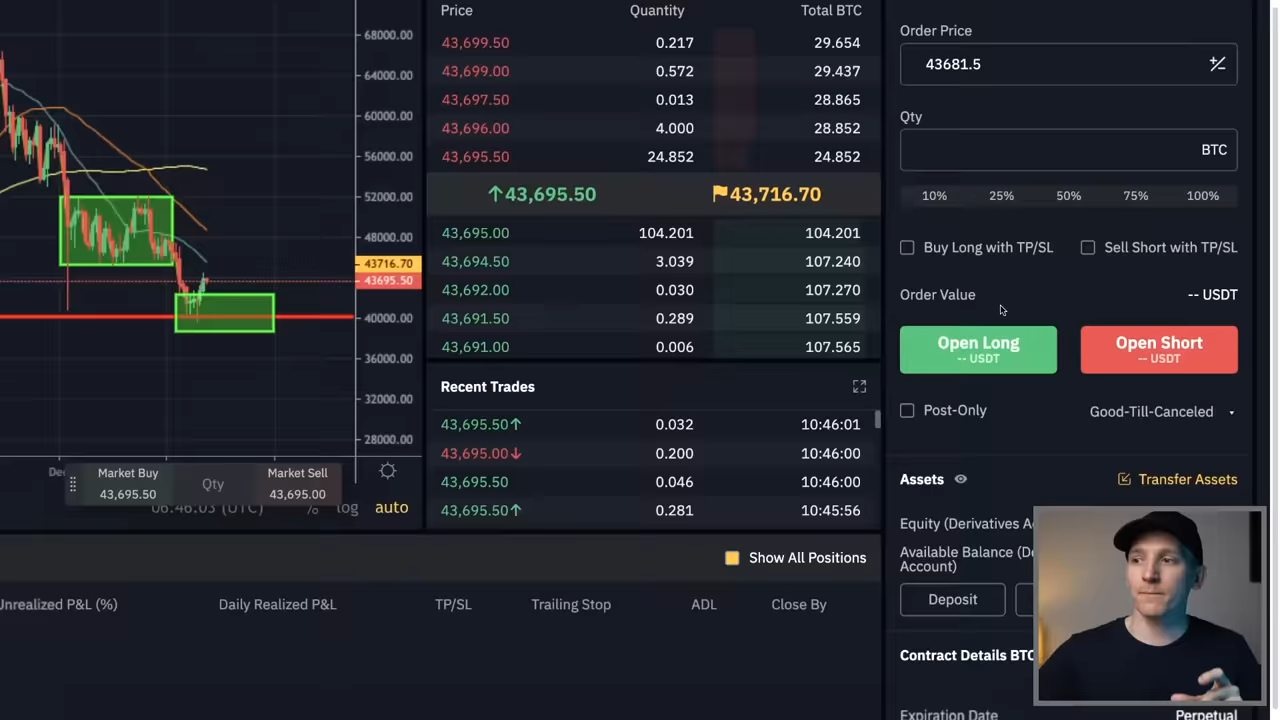 68000.00
64000.00
60000.00
56000.00
52000.00
48000.00
43716.70
43695.50
40000.00
36000.00
32000.00
28000.00
Market Buy
43,695.50
Qty
Market Sell
43,695.00
06:46:03 (UTC)
%
log
auto
Price Quantity Total BTC
43,699.50 0.217 29.654
43,699.00 0.572 29.437
43,697.50 0.013 28.865
43,696.00 4.000 28.852
43,695.50 24.852 24.852
↑43,695.50 43,716.70
43,695.00 104.201 104.201
43,694.50 3.039 107.240
43,692.00 0.030 107.270
43,691.50 0.289 107.559
43,691.00 0.006 107.565
Recent Trades
43,695.50↑ 0.032 10:46:01
43,695.00↓ 0.200 10:46:00
43,695.50 0.046 10:46:00
43,695.50↑ 0.281 10:45:56
Show All Positions
Unrealized P&L (%) Daily Realized P&L TP/SL Trailing Stop ADL Close By
Order Price
43681.5
Qty
BTC
10% 25% 50% 75% 100%
Buy Long with TP/SL Sell Short with TP/SL
Order Value -- USDT
Open Long Open Short
-- USDT -- USDT
Post-Only Good-Till-Canceled
Assets Transfer Assets
Equity (Derivatives
Available Balance
Account)
Deposit
Contract Details
Expiration Date Perpetual